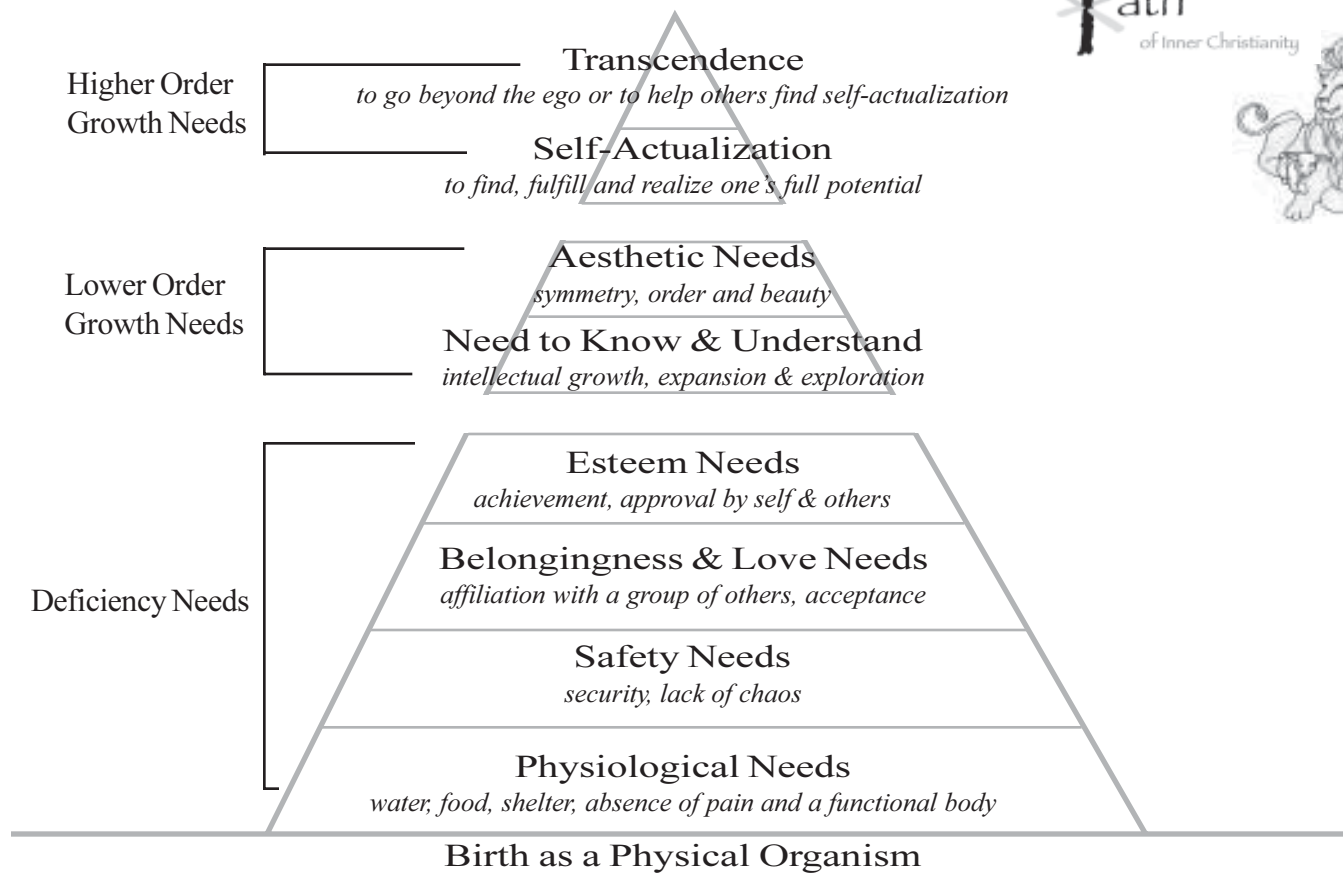 of Inner Christianity
Transcendence
to go beyond the ego or to help others find self-actualization
Higher Order
Growth Needs
Self-Actualization
to find, fulfill and realize one's full potential
Aesthetic Needs
symmetry, order and beauty
Lower Order
Growth Needs
Need to Know & Understand
intellectual growth, expansion & exploration
Esteem Needs
achievement, approval by self & others
Belongingness & Love Needs
affiliation with a group of others, acceptance
Deficiency Needs
Safety Needs
security, lack of chaos
Physiological Needs
water, food, shelter, absence of pain and a functional body
Birth as a Physical Organism